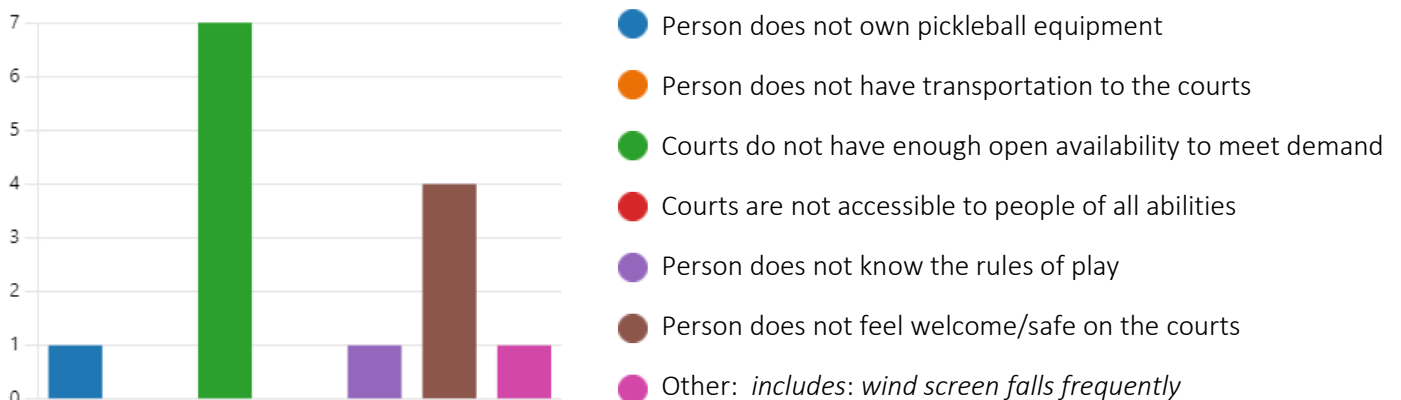 7
6
5
4
3
2
1
0
Person does not own pickleball equipment
Person does not have transportation to the courts
Courts do not have enough open availability to meet demand
Courts are not accessible to people of all abilities
Person does not know the rules of play
Person does not feel welcome/safe on the courts
Other:  includes: wind screen falls frequently